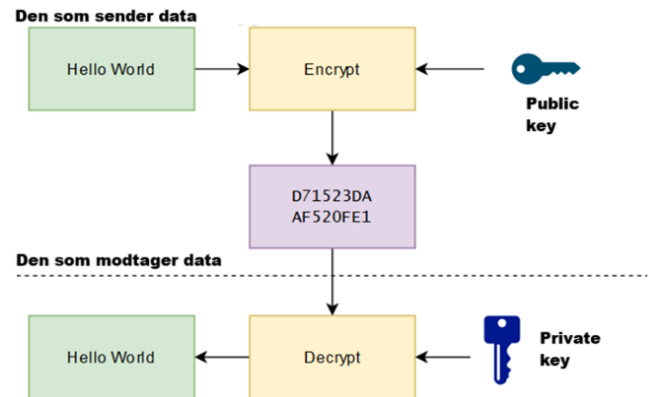 Den som sender data
Hello World
Encrypt
Public
key
D71523DA
AF520FE1
Den som modtager data
Hello World
Decrypt
Private
key